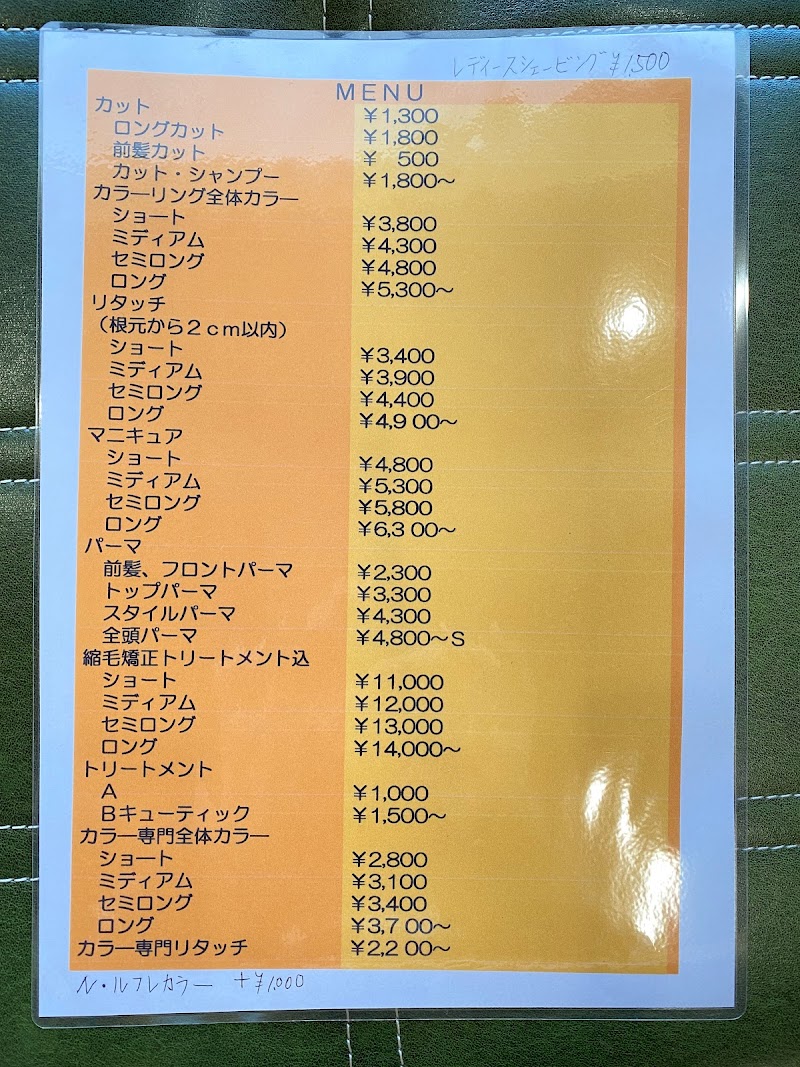 レディースシェービング ¥1,500
MENU
カット ¥1,300
ロングカット ¥1,800
前髪カット ¥ 500
カット・シャンプー ¥1,800～
カラーリング全体カラー
ショート ¥3,800
ミディアム ¥4,300
セミロング ¥4,800
ロング ¥5,300～
リタッチ
（根元から２ｃｍ以内）
ショート ¥3,400
ミディアム ¥3,900
セミロング ¥4,400
ロング ¥4,9 00～
マニキュア
ショート ¥4,800
ミディアム ¥5,300
セミロング ¥5,800
ロング ¥6,3 00～
パーマ
前髪、フロントパーマ ¥2,300
トップパーマ ¥3,300
スタイルパーマ ¥4,300
全頭パーマ ¥4,800～S
縮毛矯正トリートメント込
ショート ¥11,000
ミディアム ¥12,000
セミロング ¥13,000
ロング ¥14,000～
トリートメント
A ¥1,000
Bキューティック ¥1,500～
カラー専門全体カラー
ショート ¥2,800
ミディアム ¥3,100
セミロング ¥3,400
ロング ¥3,7 00～
カラー専門リタッチ ¥2,2 00～
N・ルフレカラー +¥1,000